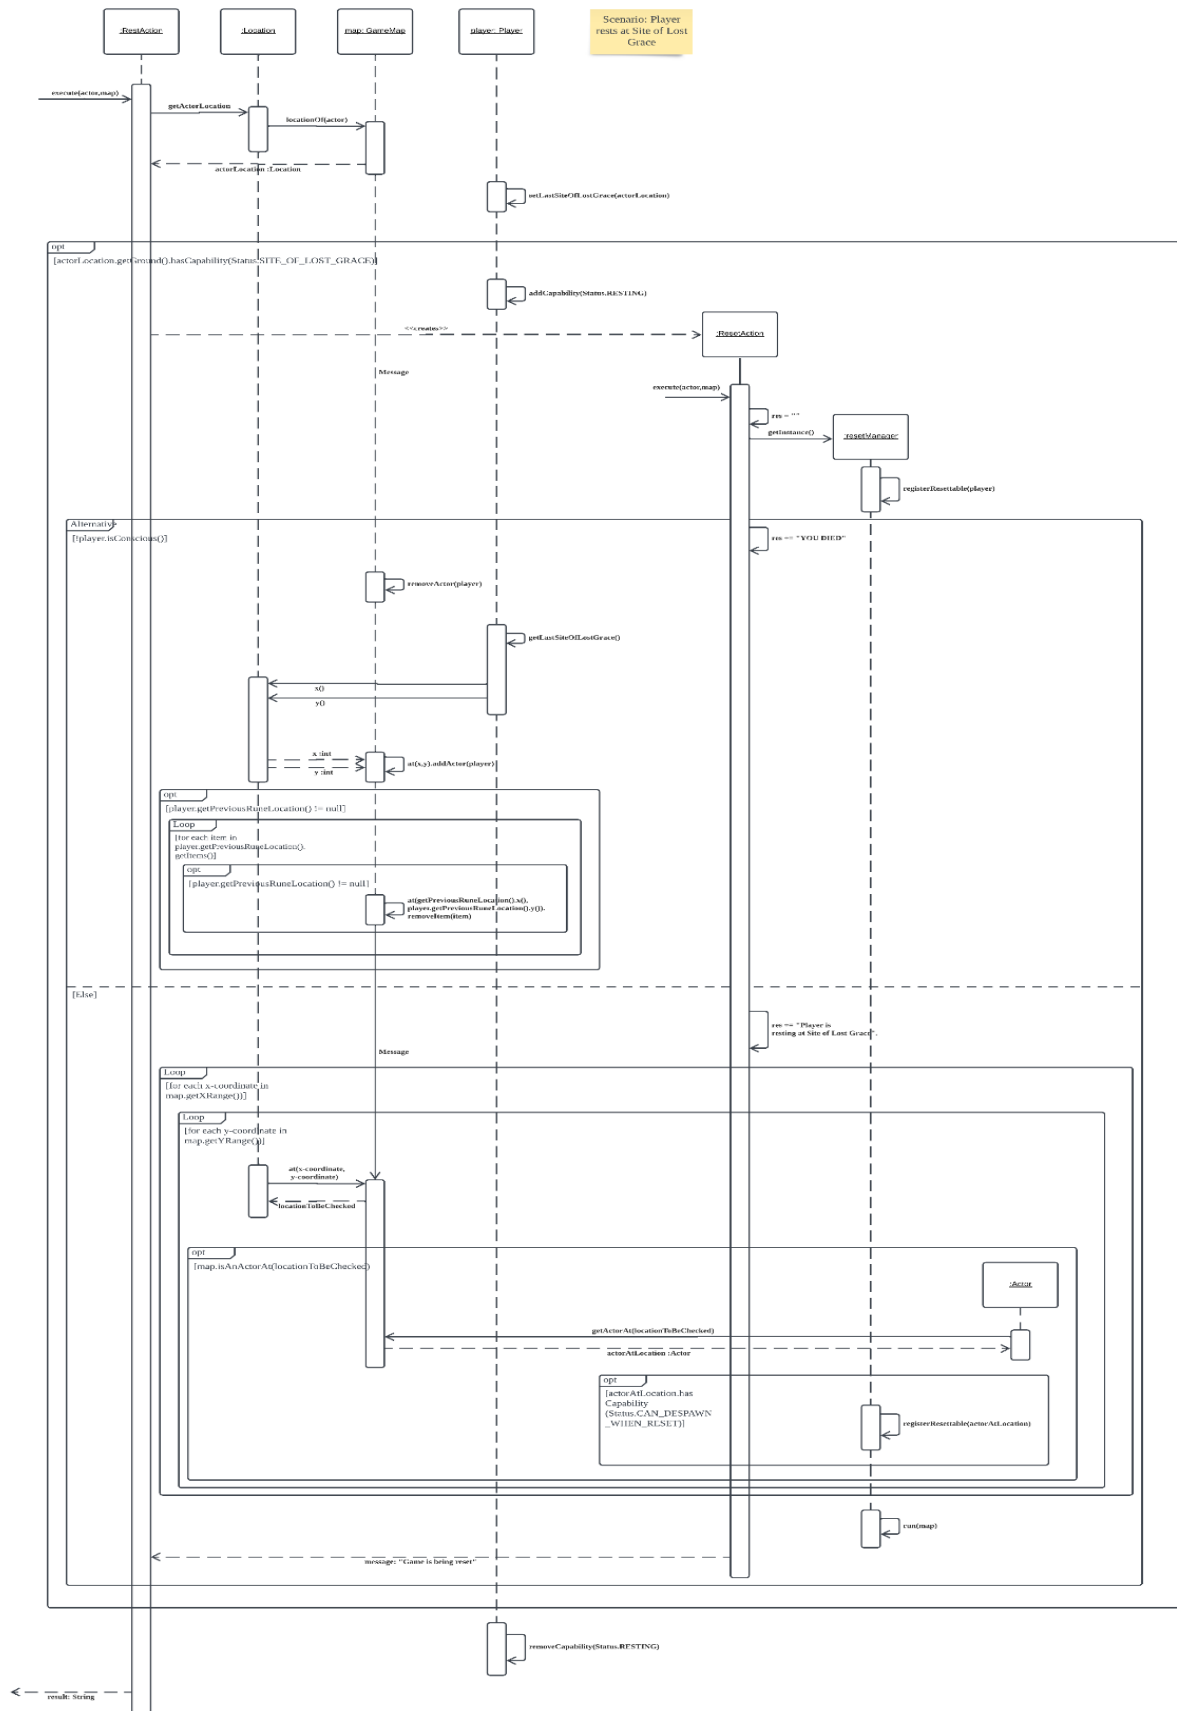 :RestAction
:Location
map: GameMap
player: Player
Scenario: Player
rests at Site of Lost
Grace
execute(actor,map)
getActorLocation
locationOf(actor)
actorLocation :Location
setLastSiteOfLostGrace(actorLocation)
opt
[actorLocation.getGround().hasCapability(Status.SITE_OF_LOST_GRACE)]
addCapability(Status.RESTING)
<<creates>>
:ResetAction
Message
execute(actor,map)
res = ""
getInstance()
:resetManager
registerResettable(player)
Alternative
[!player.isConscious()]
res += "YOU DIED"
removeActor(player)
getLastSiteOfLostGrace()
x()
y()
x :int
y :int
at(x,y).addActor(player)
opt
[player.getPreviousRuneLocation() != null]
Loop
[for each item in
player.getPreviousRuneLocation().
getItems()]
opt
[player.getPreviousRuneLocation() != null]
at(getPreviousRuneLocation().x(),
player.getPreviousRuneLocation().y()).
removeItem(item)
[Else]
res += "Player is
resting at Site of Lost Grace".
Message
Loop
[for each x-coordinate in
map.getXRange())]
Loop
[for each y-coordinate in
map.getYRange())]
at(x-coordinate,
y-coordinate)
locationToBeChecked
opt
[map.isAnActorAt(locationToBeChecked)
:Actor
getActorAt(locationToBeChecked)
actorAtLocation :Actor
opt
[actorAtLocation.has
Capability
(Status.CAN_DESPAWN
_WHEN_RESET)]
registerResettable(actorAtLocation)
run(map)
message: "Game is being reset"
removeCapability(Status.RESTING)
result: String